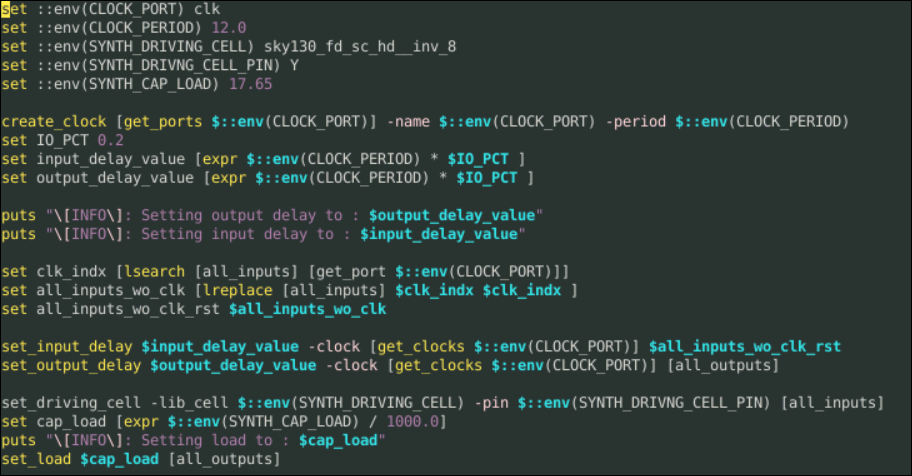 set ::env(CLOCK_PORT) clk
set ::env(CLOCK_PERIOD) 12.0
set ::env(SYNTH_DRIVING_CELL) sky130_fd_sc_hd__inv_8
set ::env(SYNTH_DRIVNG_CELL_PIN) Y
set ::env(SYNTH_CAP_LOAD) 17.65
create_clock [get_ports $::env(CLOCK_PORT)] -name $::env(CLOCK_PORT) -period $::env(CLOCK_PERIOD)
set IO_PCT 0.2
set input_delay_value [expr $::env(CLOCK_PERIOD) * $IO_PCT ]
set output_delay_value [expr $::env(CLOCK_PERIOD) * $IO_PCT ]
puts "\[INFO\]: Setting output delay to : $output_delay_value"
puts "\[INFO\]: Setting input delay to : $input_delay_value"
set clk_indx [lsearch [all_inputs] [get_port $::env(CLOCK_PORT)]]
set all_inputs_wo_clk [lreplace [all_inputs] $clk_indx $clk_indx ]
set all_inputs_wo_clk_rst $all_inputs_wo_clk
set_input_delay $input_delay_value -clock [get_clocks $::env(CLOCK_PORT)] $all_inputs_wo_clk_rst
set_output_delay $output_delay_value -clock [get_clocks $::env(CLOCK_PORT)] [all_outputs]
set_driving_cell -lib_cell $::env(SYNTH_DRIVING_CELL) -pin $::env(SYNTH_DRIVNG_CELL_PIN) [all_inputs]
set cap_load [expr $::env(SYNTH_CAP_LOAD) / 1000.0]
puts "\[INFO\]: Setting load to : $cap_load"
set_load $cap_load [all_outputs]